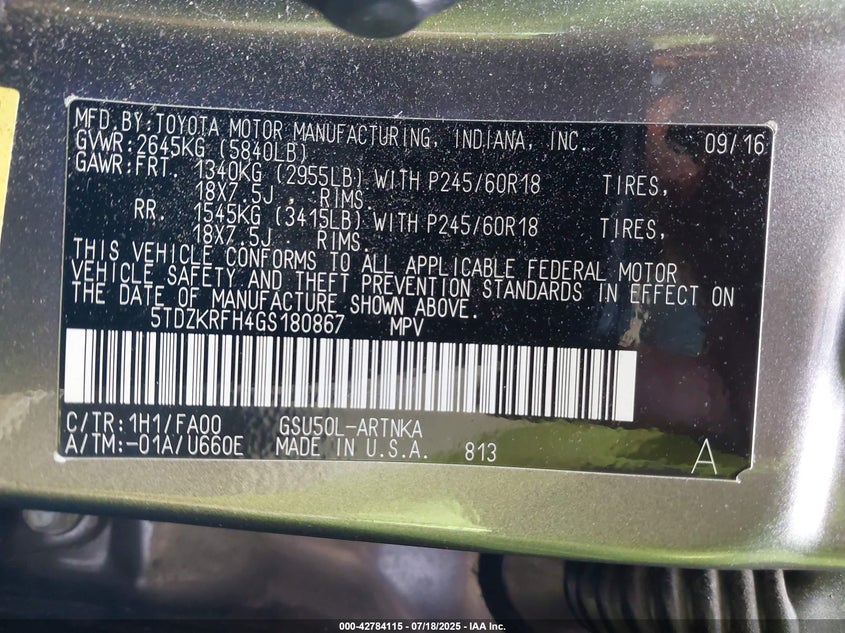 MFD.BY:TOYOTA MOTOR MANUFACTURING, INDIANA, INC. 09/16
GVWR:2645KG (5840LB)
GAWR:FRT. 1340KG (2955LB) WITH P245/60R18 TIRES,
18X7.5J . RIMS.
RR. 1545KG (3415LB) WITH P245/60R18 TIRES,
18X7.5J . RIMS.
THIS VEHICLE CONFORMS TO ALL APPLICABLE FEDERAL MOTOR
VEHICLE SAFETY AND THEFT PREVENTION STANDARDS IN EFFECT ON
THE DATE OF MANUFACTURE SHOWN ABOVE.
5TDZKRFH4GS180867 MPV
C/TR:1H1/FA00 GSU50L-ARTNKA
A/TM:-01A/U660E MADE IN U.S.A. 813 A
000-42784115 - 07/18/2025 - IAA Inc.